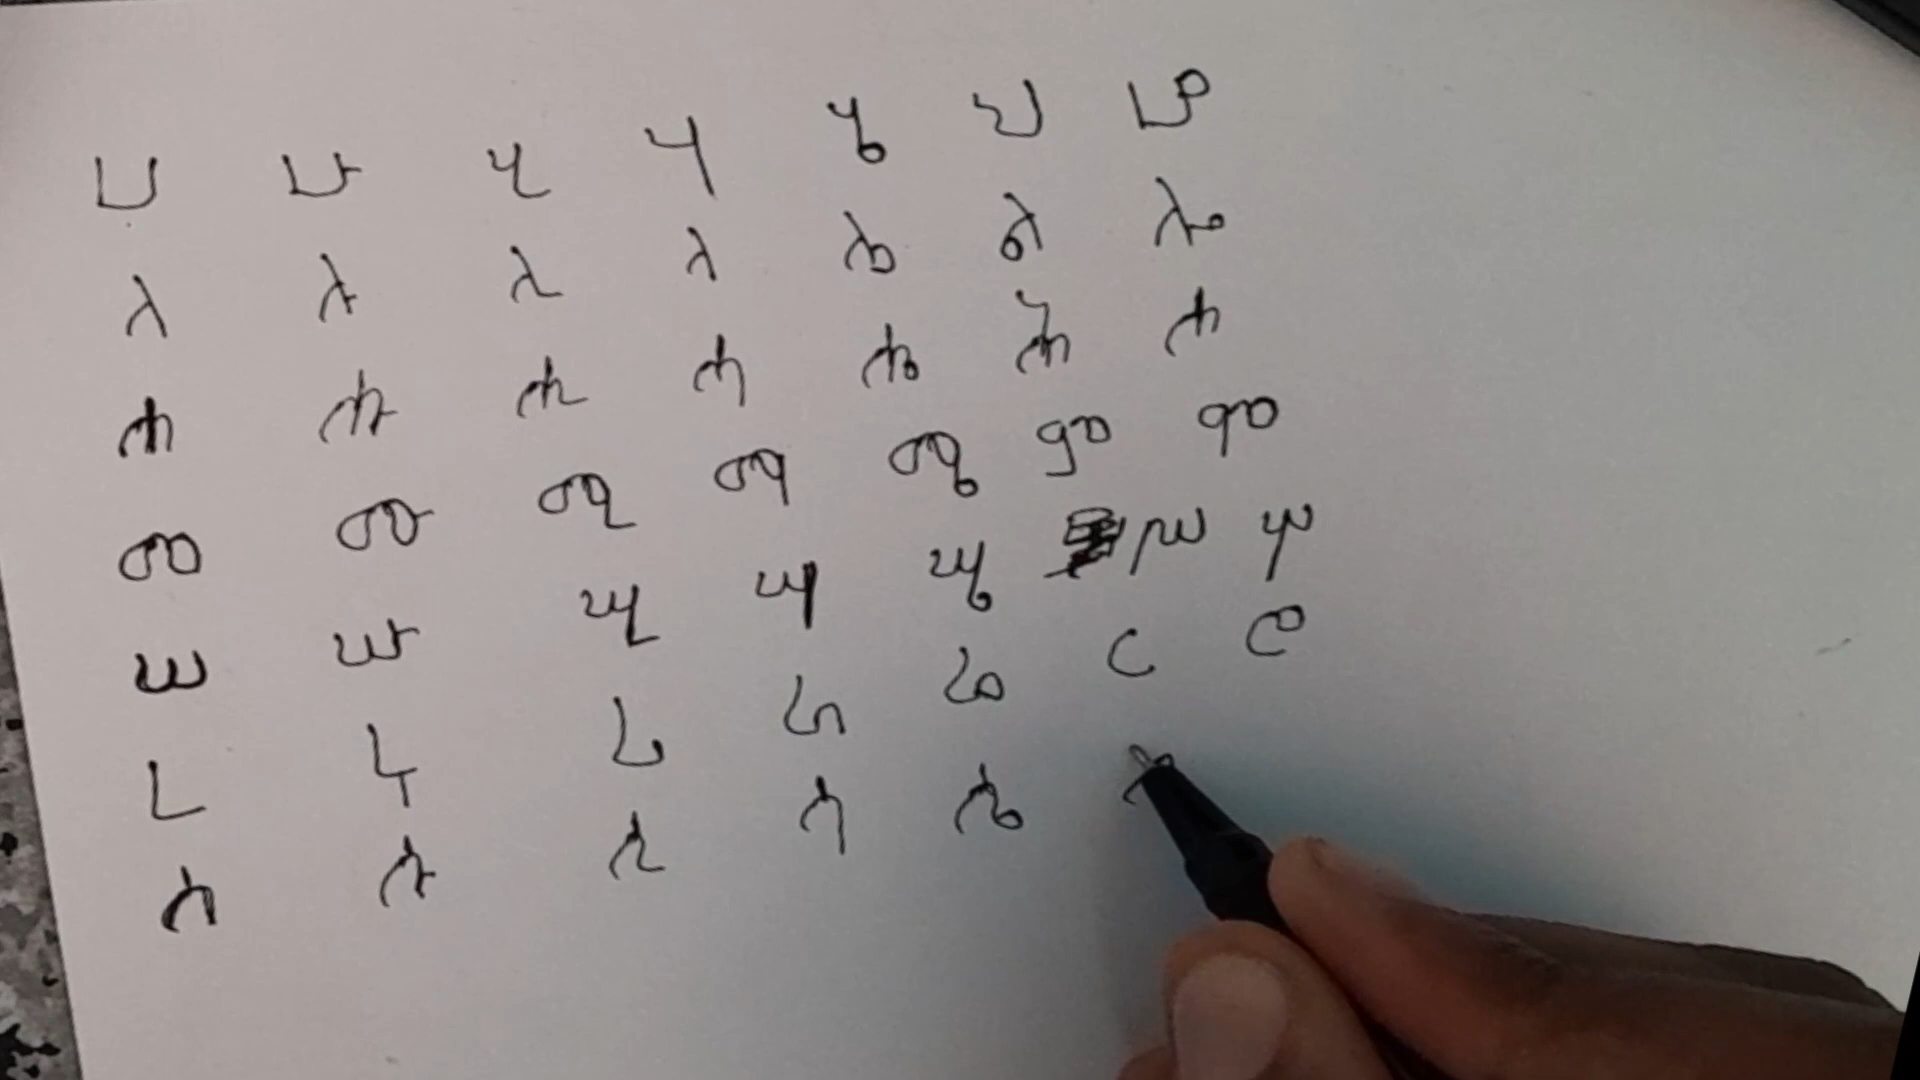 ሀ ሁ ሂ ሃ ሄ ህ ሆ
ለ ሉ ሊ ላ ሌ ል ሎ
ሐ ሑ ሒ ሓ ሔ ሕ ሖ
መ ሙ ሚ ማ ሜ ም ሞ
ሠ ሡ ሢ ሣ ሤ ሥ ሦ
ረ ሩ ሪ ራ ሬ ር ሮ
ሰ ሱ ሲ ሳ ሴ